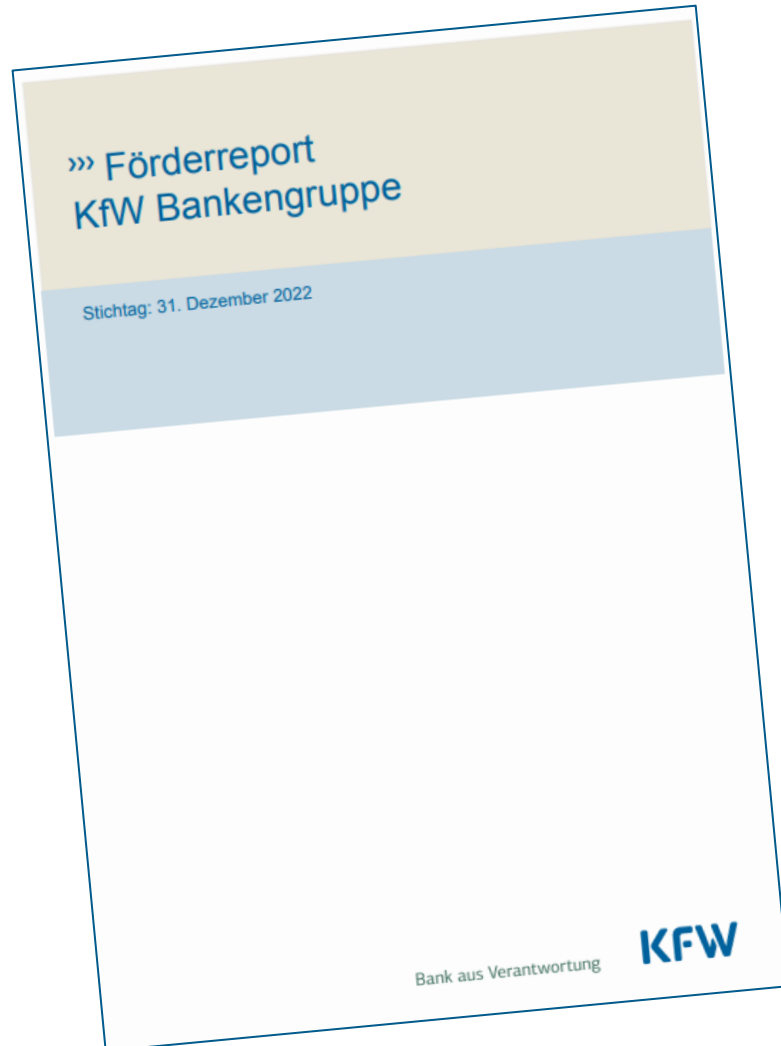 ››› Förderreport
KfW Bankengruppe
Stichtag: 31. Dezember 2022
Bank aus Verantwortung
KFW